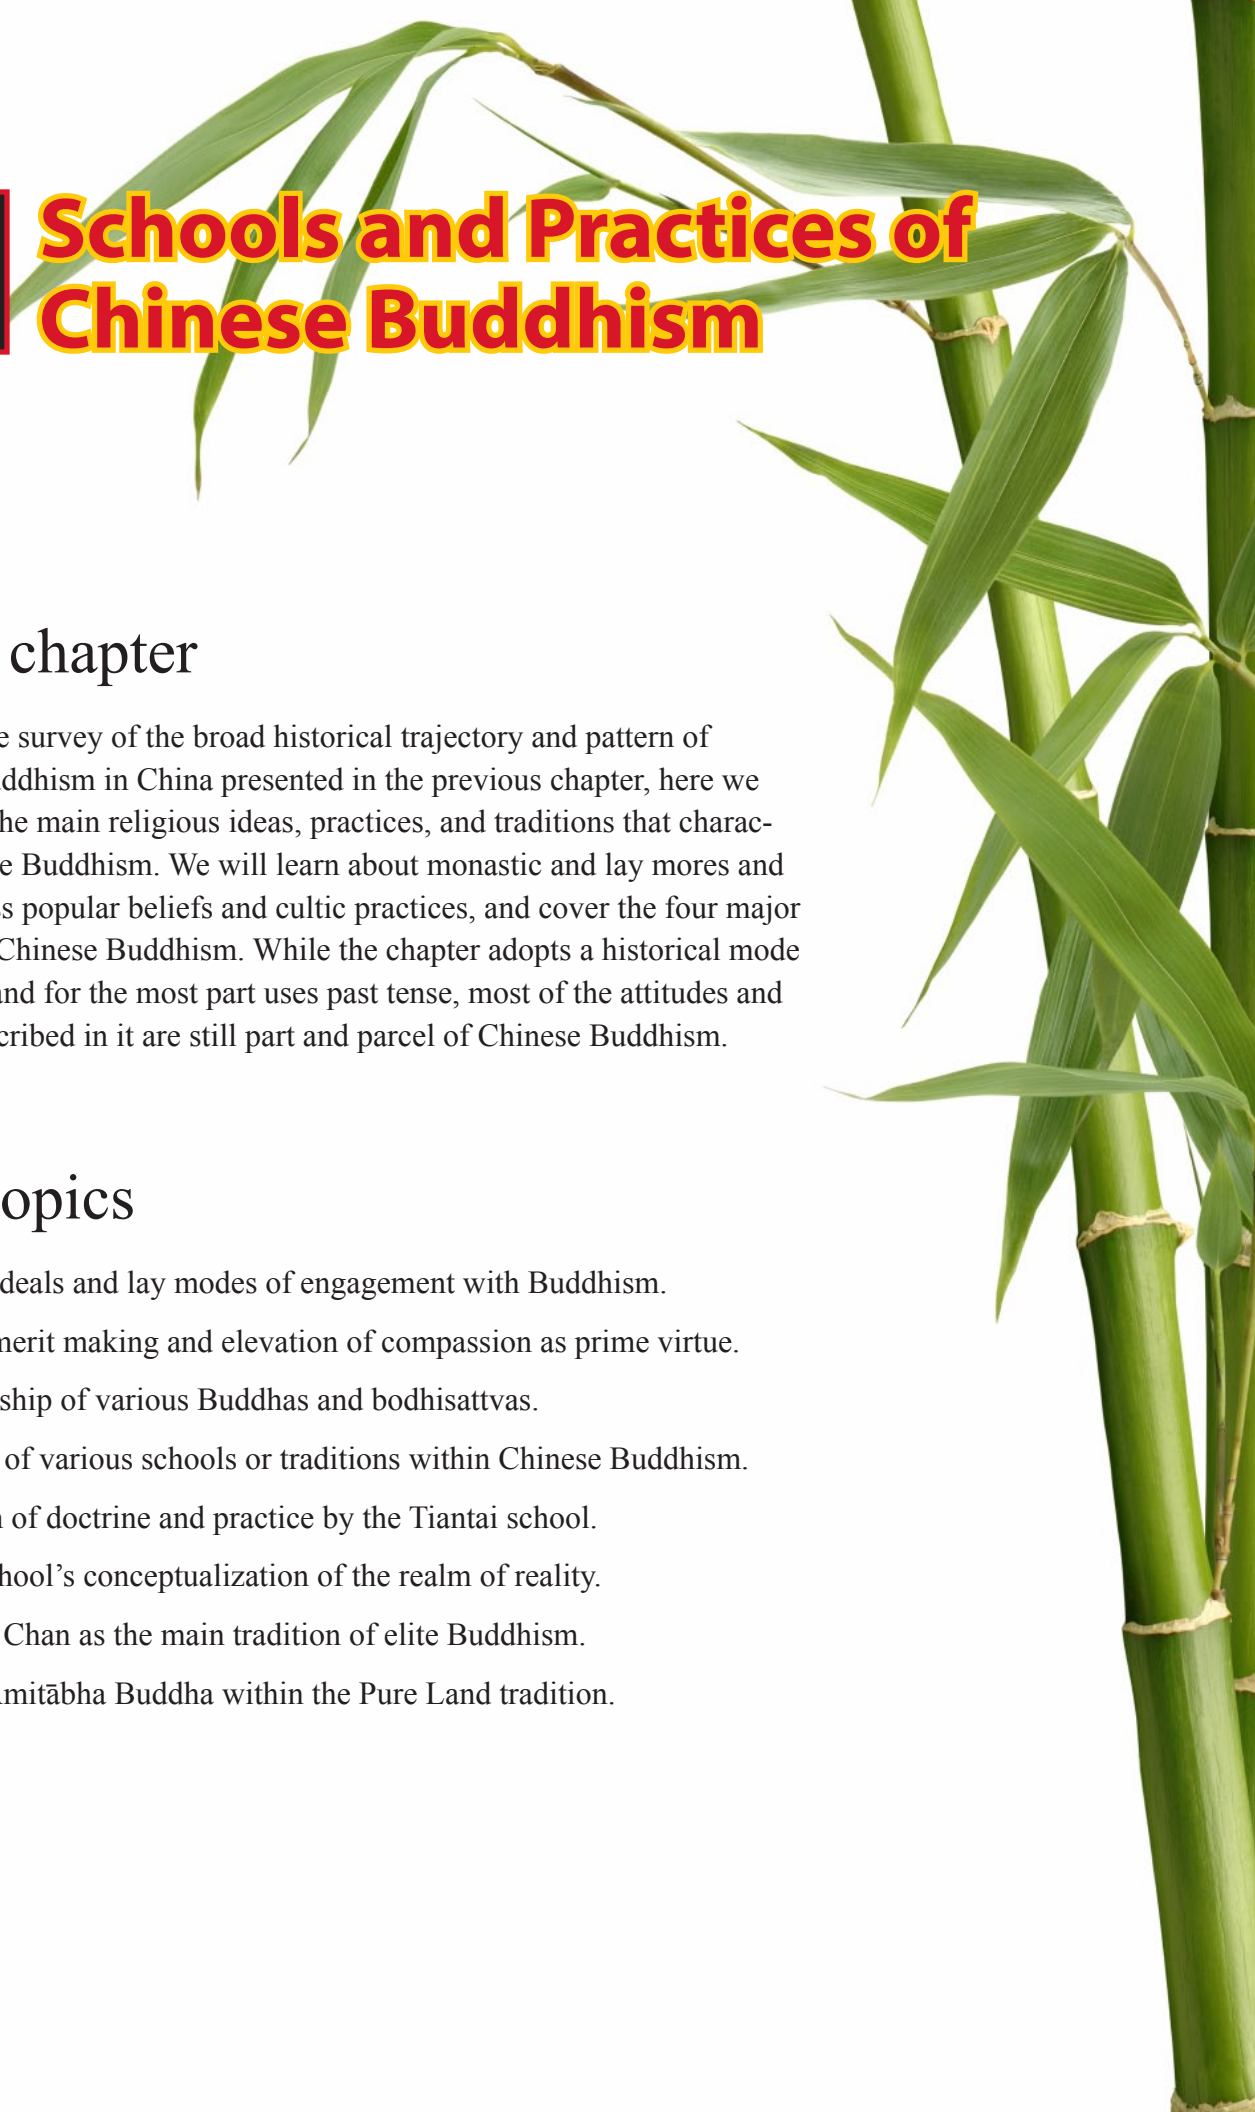 Schools and Practices of
Chinese Buddhism
chapter
survey of the broad historical trajectory and pattern of
in China presented in the previous chapter, here we
main religious ideas, practices, and traditions that charac-
Buddhism. We will learn about monastic and lay mores and
popular beliefs and cultic practices, and cover the four major
Chinese Buddhism. While the chapter adopts a historical mode
and for the most part uses past tense, most of the attitudes and
in it are still part and parcel of Chinese Buddhism.
opics
deals and lay modes of engagement with Buddhism.
merit making and elevation of compassion as prime virtue.
ship of various Buddhas and bodhisattvas.
of various schools or traditions within Chinese Buddhism.
of doctrine and practice by the Tiantai school.
hool’s conceptualization of the realm of reality.
Chan as the main tradition of elite Buddhism.
mitābha Buddha within the Pure Land tradition.